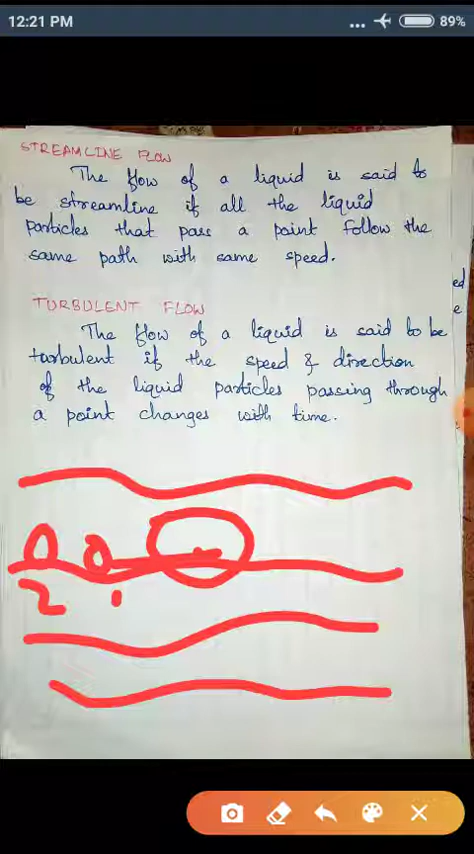 12:21 PM
... 89%
STREAMLINE FLOW
The flow of a liquid is said to
be streamline if all the liquid
particles that pass a point follow the
same path with same speed.
TURBULENT FLOW
The flow of a liquid is said to be
turbulent if the speed & direction
of the liquid particles passing through
a point changes with time.
ed
e
2 1